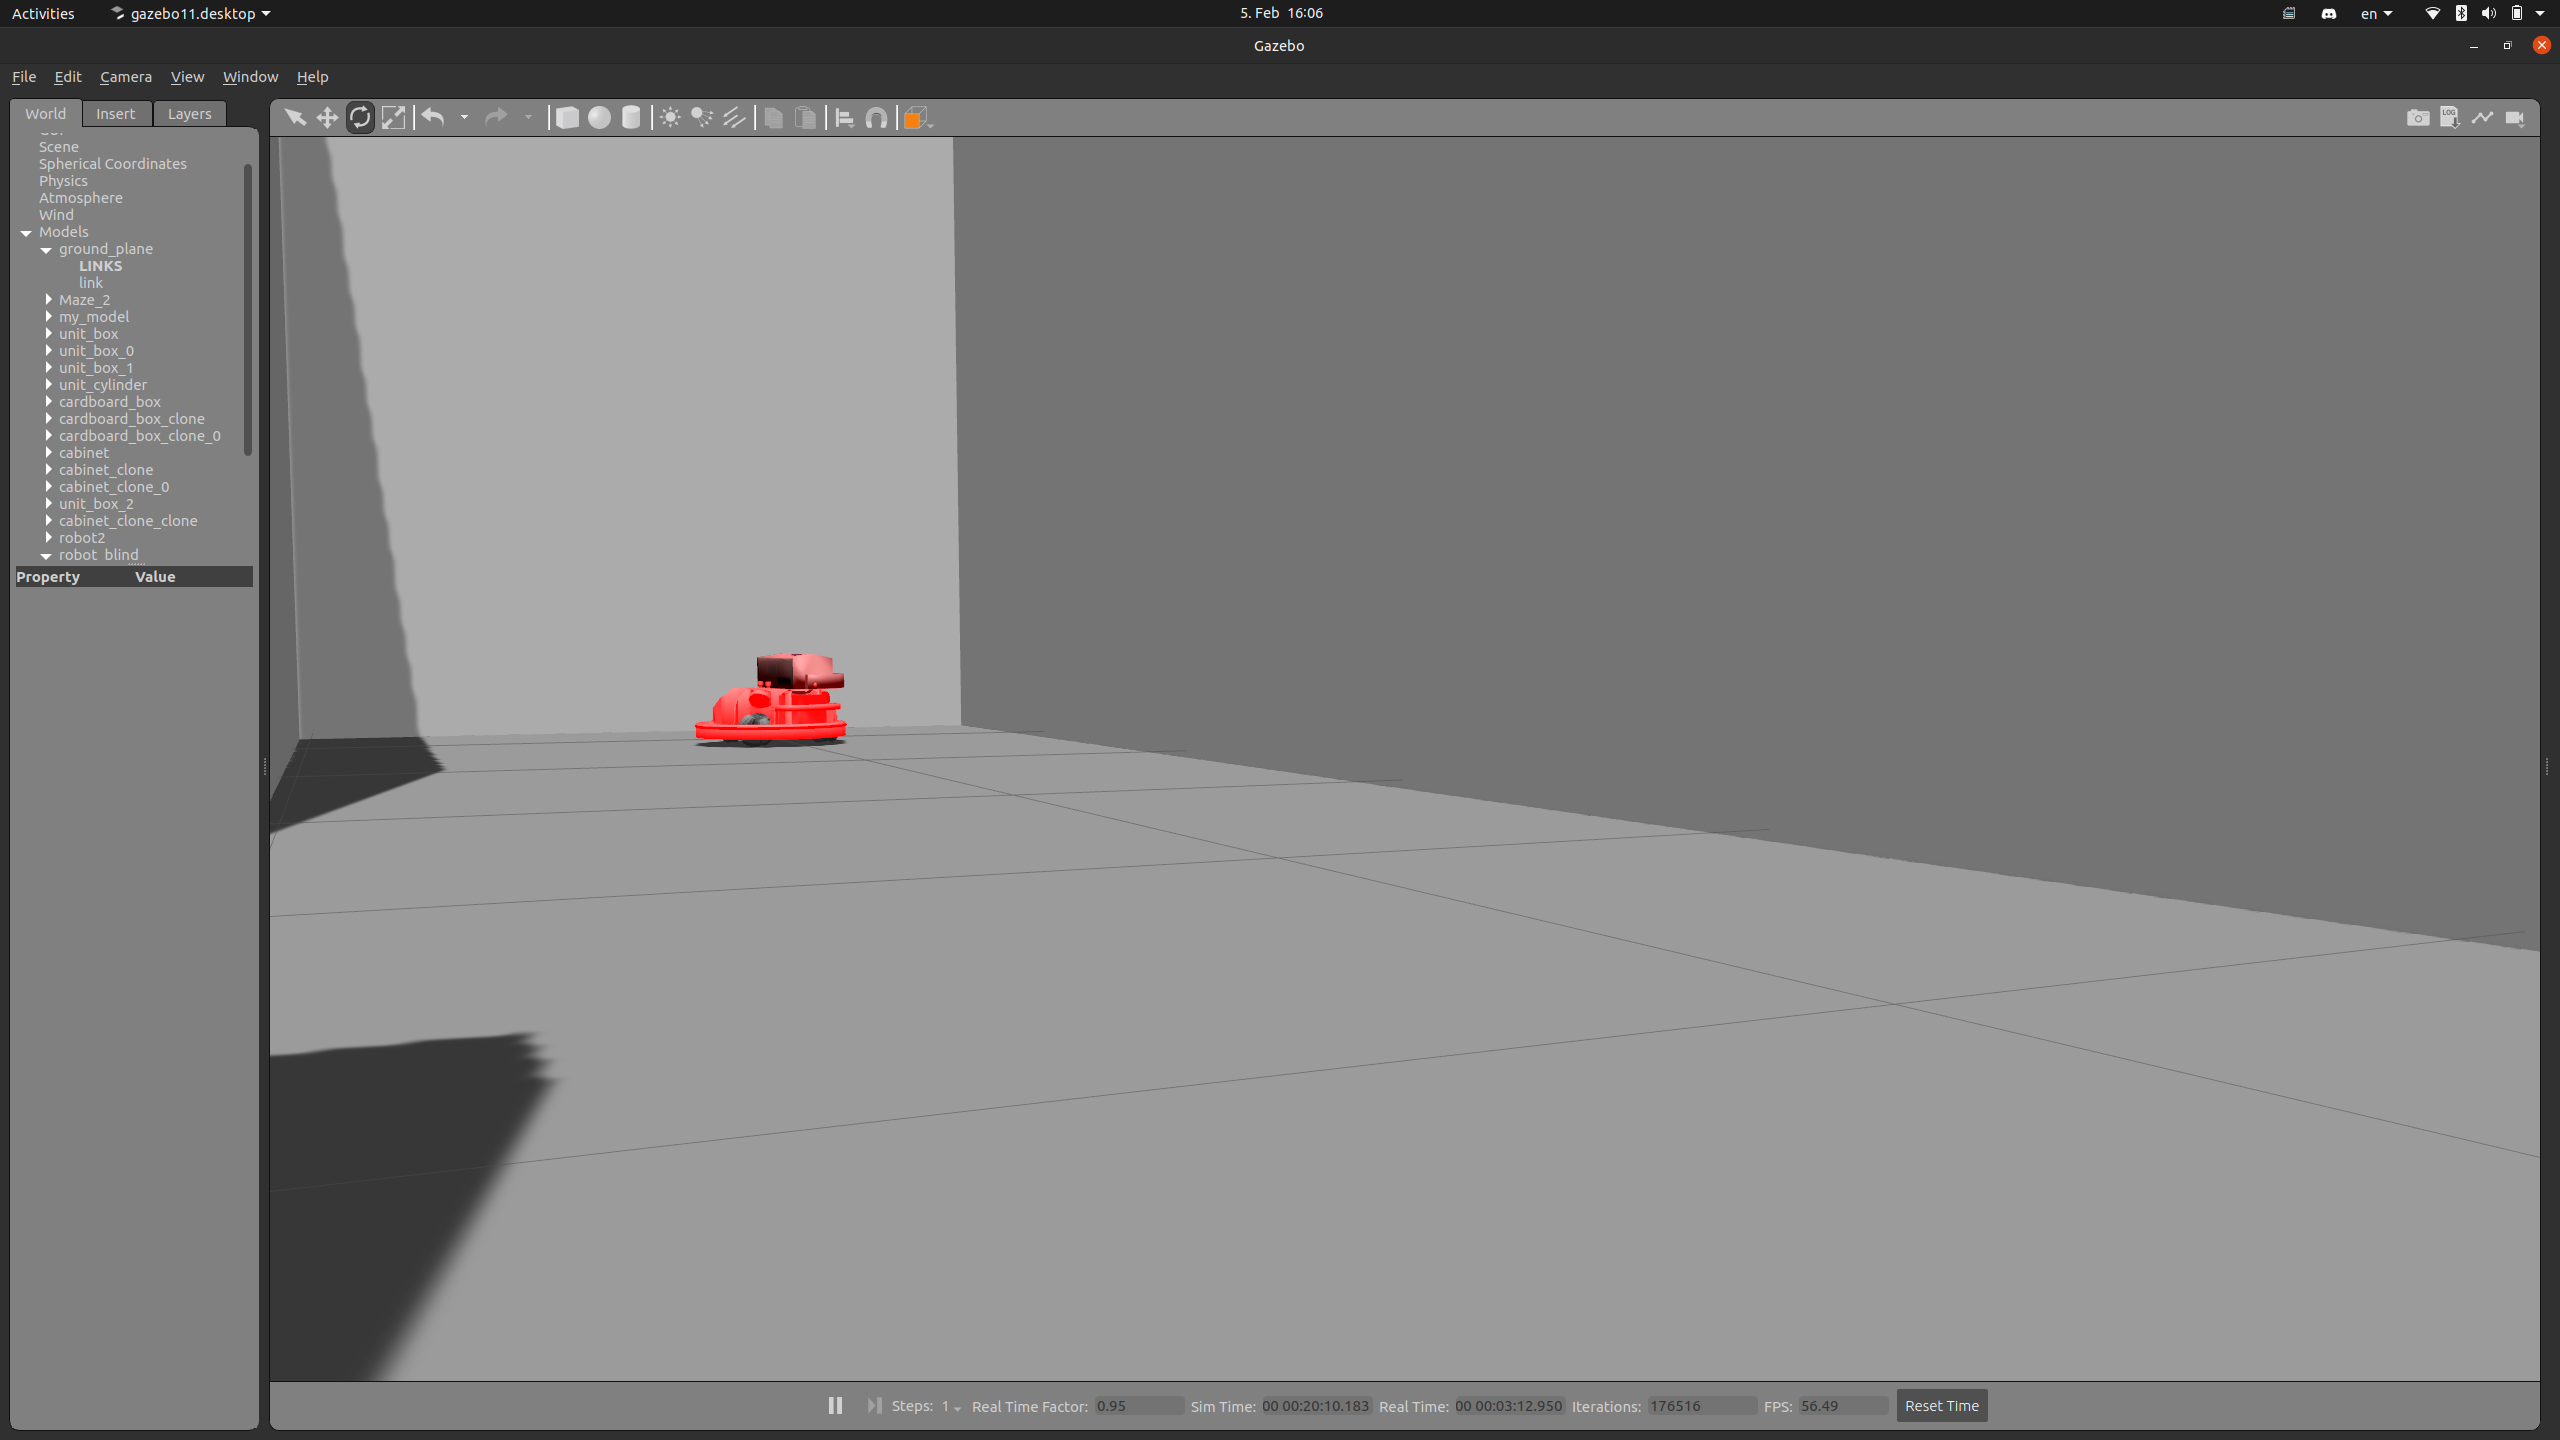 Activities gazebo11.desktop 5. Feb 16:06 en
Gazebo
File Edit Camera View Window Help
World Insert Layers
Scene
Spherical Coordinates
Physics
Atmosphere
Wind
Models
ground_plane
LINKS
link
Maze_2
my_model
unit_box
unit_box_0
unit_box_1
unit_cylinder
cardboard_box
cardboard_box_clone
cardboard_box_clone_0
cabinet
cabinet_clone
cabinet_clone_0
unit_box_2
cabinet_clone_clone
robot2
robot_blind
Property Value
LOG
Steps: 1 Real Time Factor: 0.95 Sim Time: 00 00:20:10.183 Real Time: 00 00:03:12.950 Iterations: 176516 FPS: 56.49 Reset Time